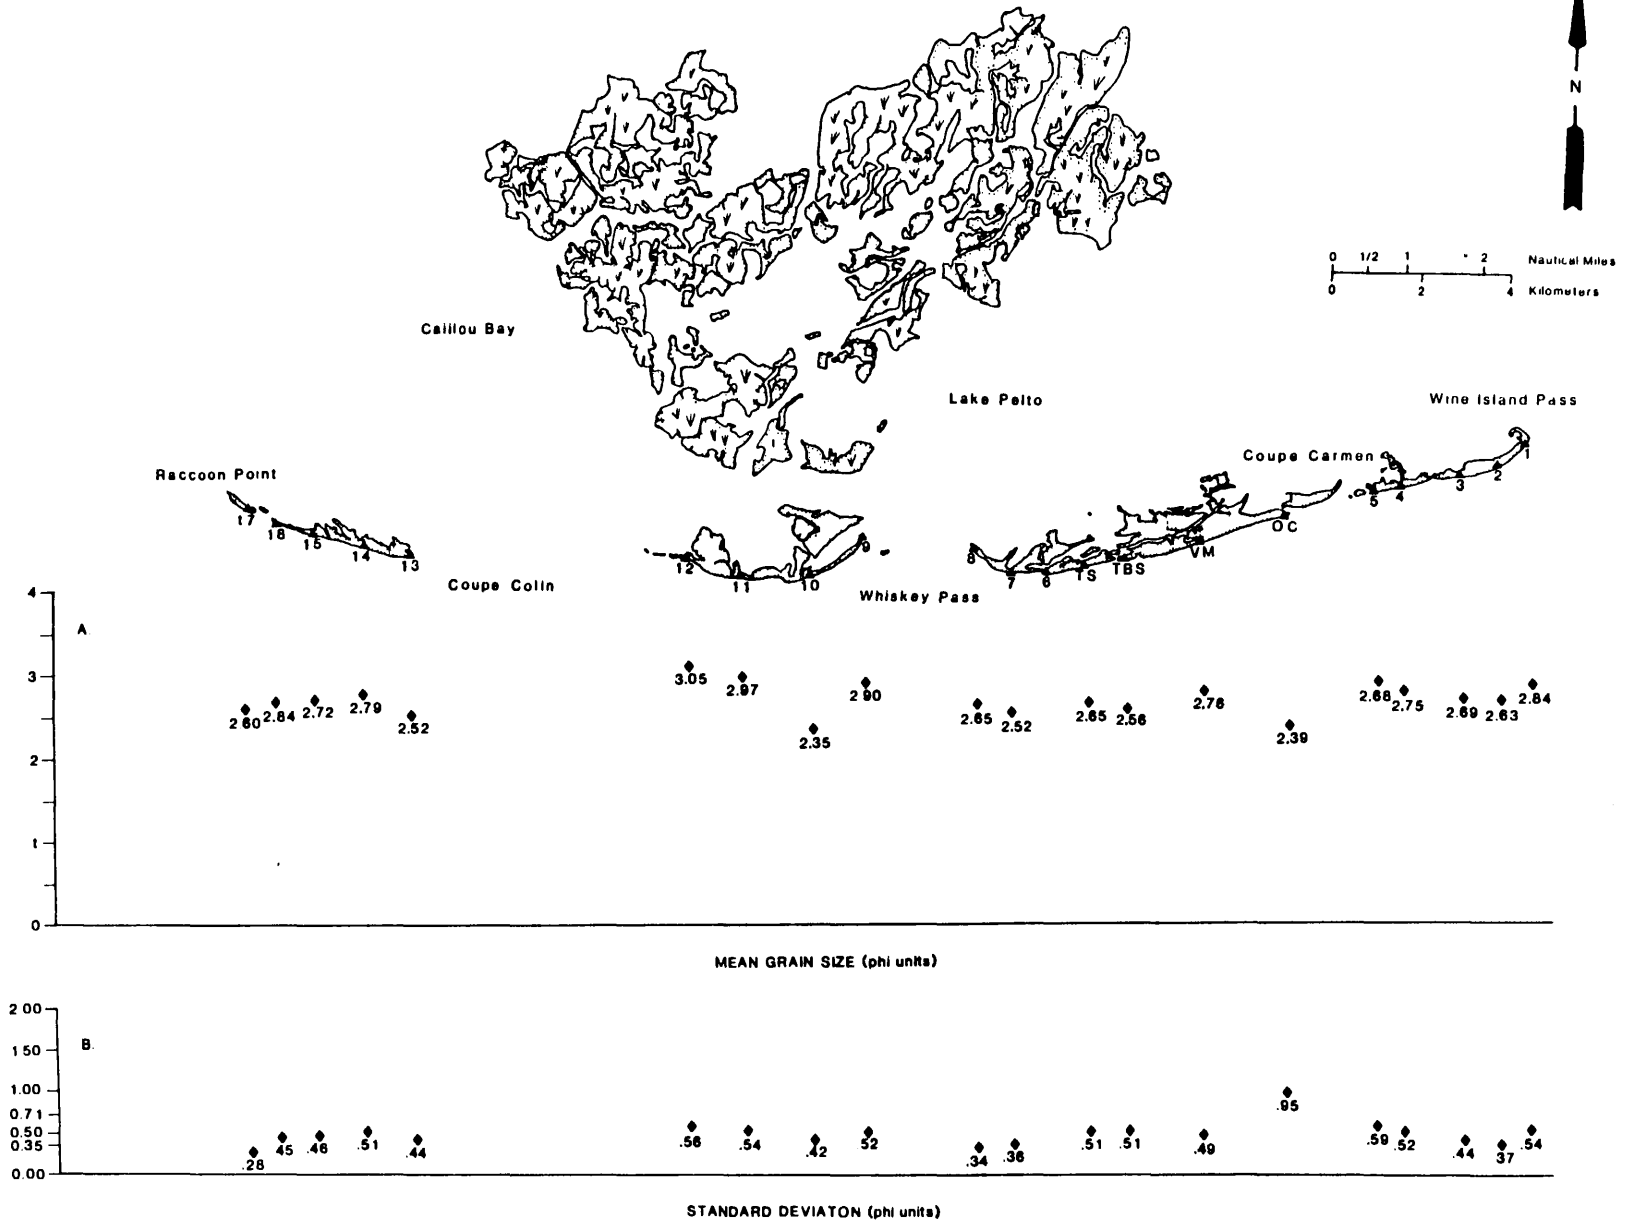 N
0 1/2 1 2 Nautical Miles
0 2 4 Kilometers
Caillou Bay
Lake Pelto
Wine Island Pass
Coupe Carmen
Raccoon Point
1
2
3
4
5
OC
VM
TBS
TS
6
7
8
9
10
11
12
13
14
15
18
17
Coupe Colin
Whiskey Pass
A.
4
3
2
1
0
2.60 2.84 2.72 2.79 2.52 3.05 2.97 2.35 2.90 2.65 2.52 2.65 2.56 2.76 2.39 2.68 2.75 2.69 2.63 2.84
MEAN GRAIN SIZE (phi units)
B.
2.00
1.50
1.00
0.71
0.50
0.35
0.00
.28 .45 .46 .51 .44 .56 .54 .42 .52 .34 .36 .51 .51 .49 .95 .59 .52 .44 .37 .54
STANDARD DEVIATON (phi units)